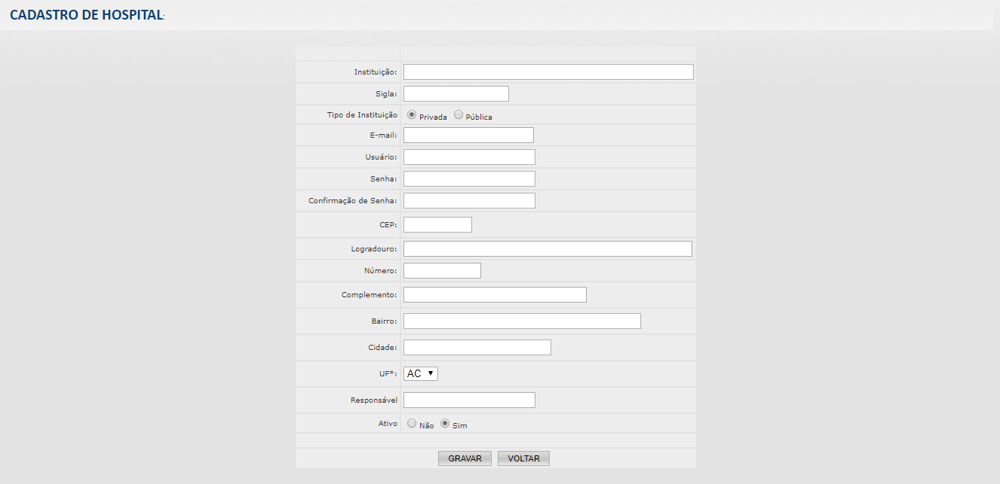 CADASTRO DE HOSPITAL:
Instituição:
Sigla:
Tipo de Instituição Privada Pública
E-mail:
Usuário:
Senha:
Confirmação de Senha:
CEP:
Logradouro:
Número:
Complemento:
Bairro:
Cidade:
UF*: AC
Responsável
Ativo Não Sim
GRAVAR VOLTAR